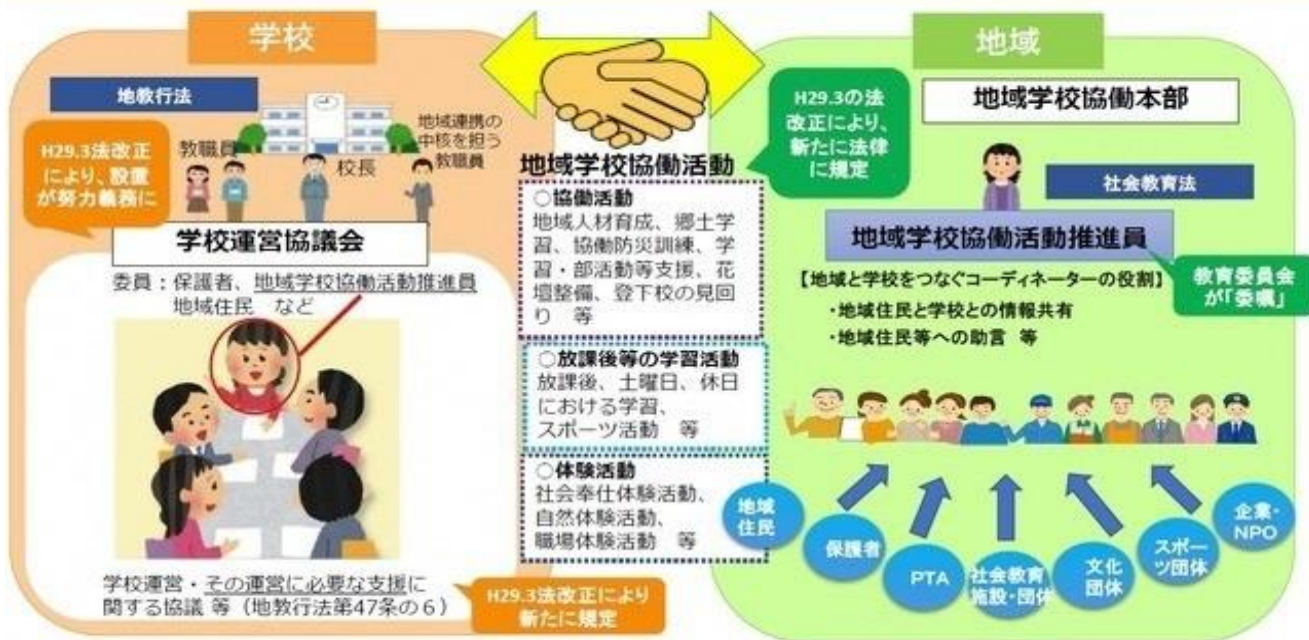 学校
地教行法
H29.3法改正
により、設置
が努力義務に
教職員
校長
地域連携の
中核を担う
教職員
学校運営協議会
委員：保護者、地域学校協働活動推進員
地域住民　など
学校運営・その運営に必要な支援に
関する協議 等（地教行法第47条の６）
H29.3法改正により
新たに規定
地域学校協働活動
○協働活動
地域人材育成、郷土学
習、協働防災訓練、学
習・部活動等支援、花
壇整備、登下校の見回
り　等
○放課後等の学習活動
放課後、土曜日、休日
における学習、
スポーツ活動　等
○体験活動
社会奉仕体験活動、
自然体験活動、
職場体験活動　等
地域
H29.3の法
改正により、
新たに法律
に規定
地域学校協働本部
社会教育法
地域学校協働活動推進員
【地域と学校をつなぐコーディネーターの役割】
・地域住民と学校との情報共有
・地域住民等への助言　等
教育委員会
が「委嘱」
地域
住民
保護者
PTA
社会教育
施設・団体
文化
団体
スポー
ツ団体
企業・
NPO